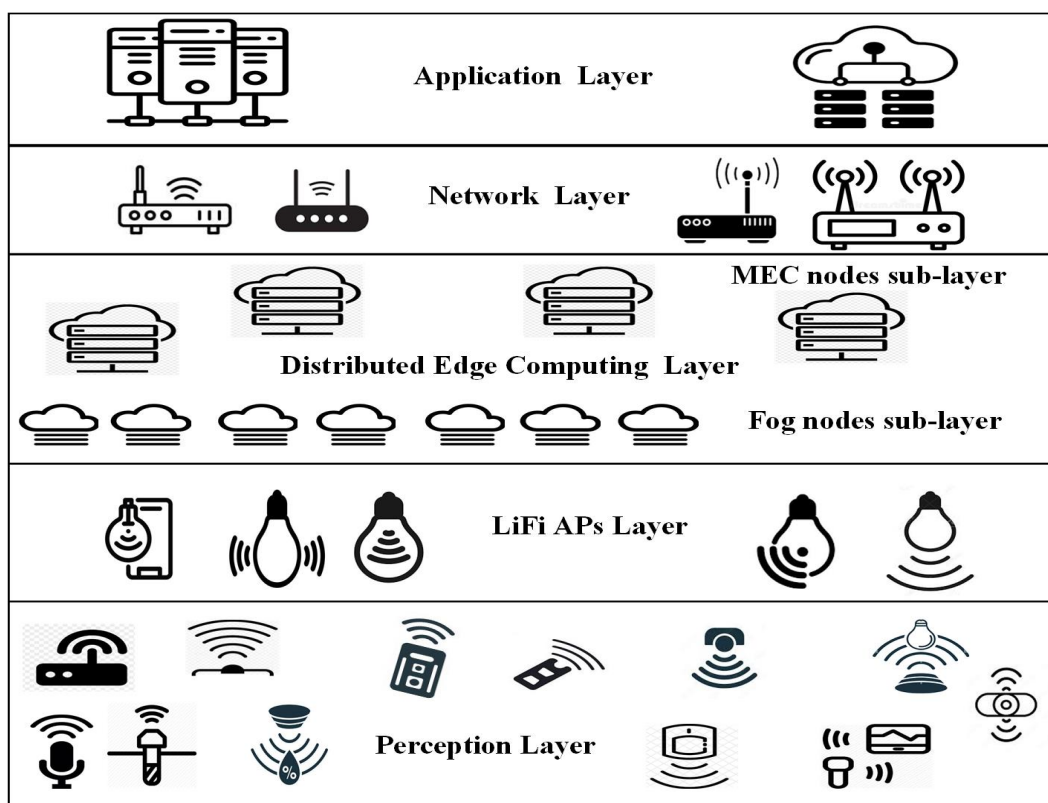 Application Layer
Network Layer
MEC nodes sub-layer
Distributed Edge Computing Layer
Fog nodes sub-layer
LiFi APs Layer
%
Perception Layer